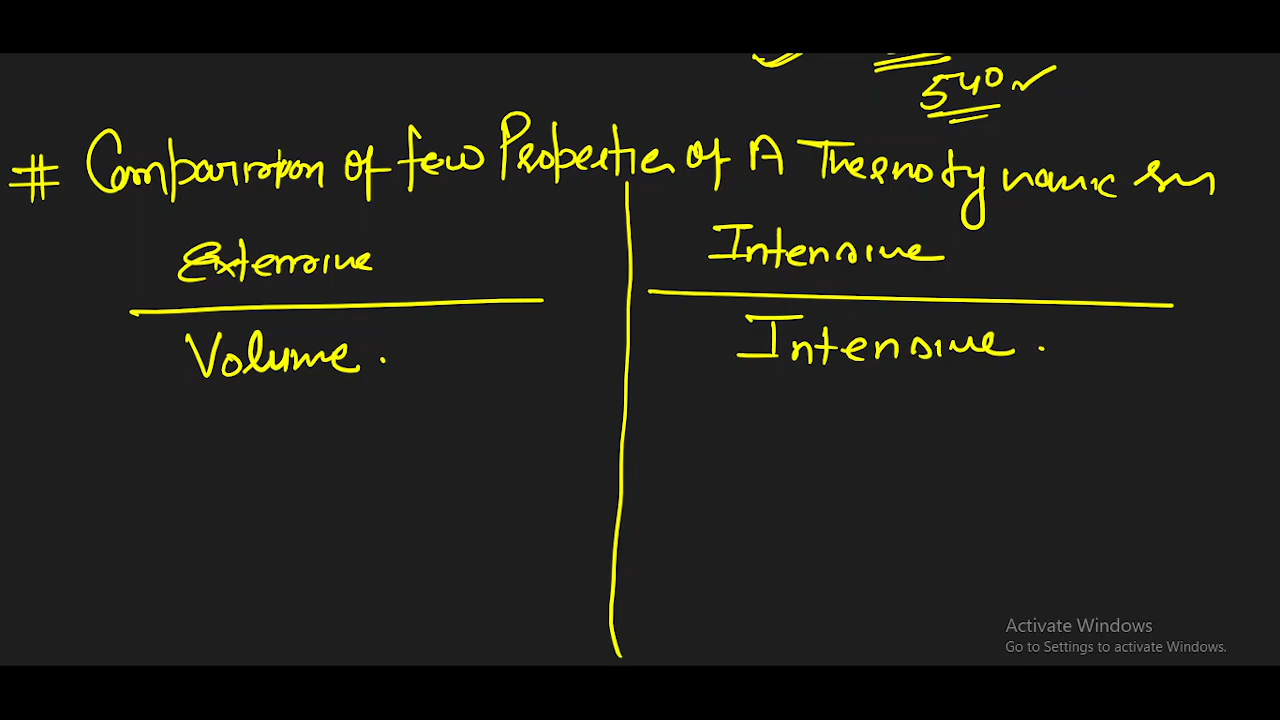 540
# Comparison of few Properties of A Thermodynamic
Extensive Intensive
Volume. Intensive.
Activate Windows
Go to Settings to activate Windows.